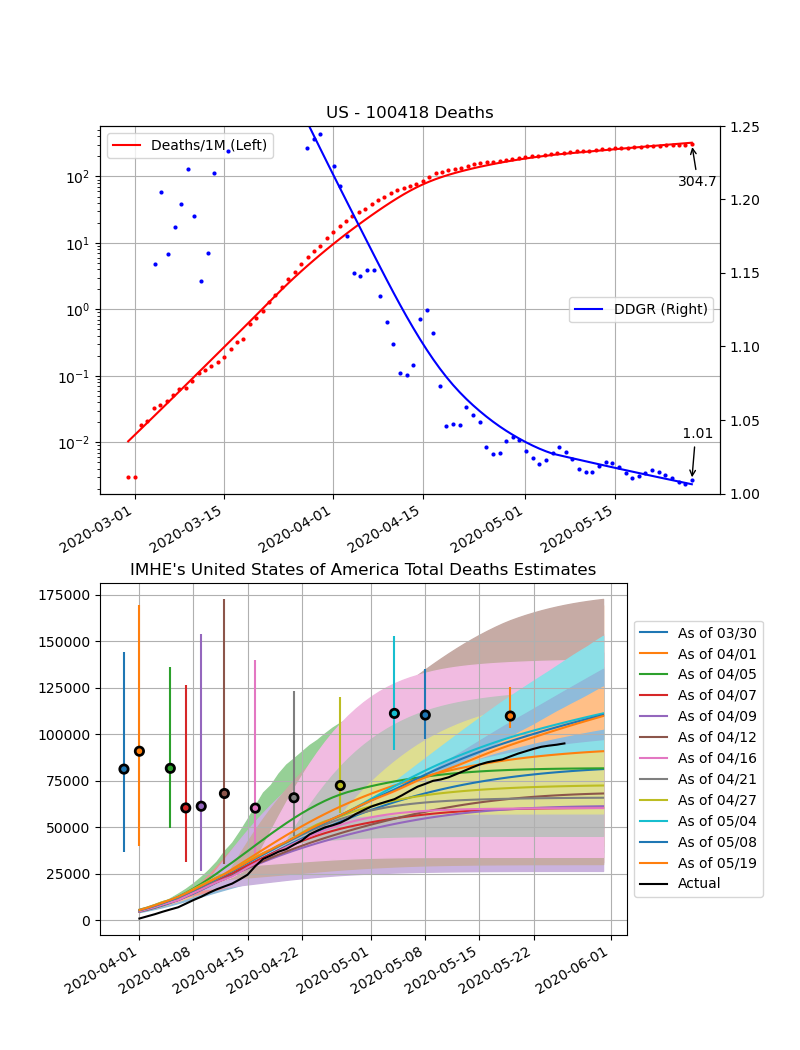 US - 100418 Deaths
Deaths/1M (Left)
DDGR (Right)
304.7
1.01
10²
10¹
10⁰
10⁻¹
10⁻²
1.25
1.20
1.15
1.10
1.05
1.00
2020-03-01
2020-03-15
2020-04-01
2020-04-15
2020-05-01
2020-05-15
IMHE's United States of America Total Deaths Estimates
175000
150000
125000
100000
75000
50000
25000
0
2020-04-01
2020-04-08
2020-04-15
2020-04-22
2020-05-01
2020-05-08
2020-05-15
2020-05-22
2020-06-01
As of 03/30
As of 04/01
As of 04/05
As of 04/07
As of 04/09
As of 04/12
As of 04/16
As of 04/21
As of 04/27
As of 05/04
As of 05/08
As of 05/19
Actual